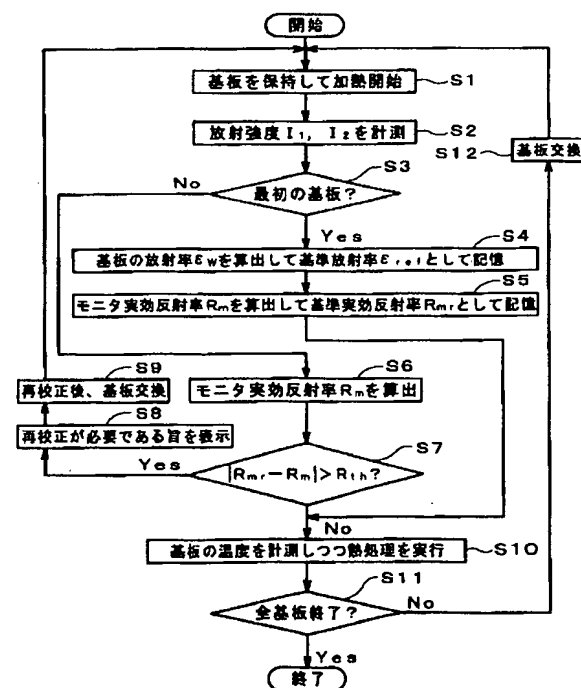 開始
基板を保持して加熱開始
S1
放射強度I₁, I₂を計測
S2
基板交換
S12
最初の基板?
S3
No
Yes
基板の放射率εwを算出して基準放射率εrefとして記憶
S4
モニタ実効反射率Rmを算出して基準実効反射率Rmrとして記憶
S5
再校正後、基板交換
S9
モニタ実効反射率Rmを算出
S6
再校正が必要である旨を表示
S8
|Rmr−Rm|>Rth?
S7
Yes
No
基板の温度を計測しつつ熱処理を実行
S10
全基板終了?
S11
No
Yes
終了